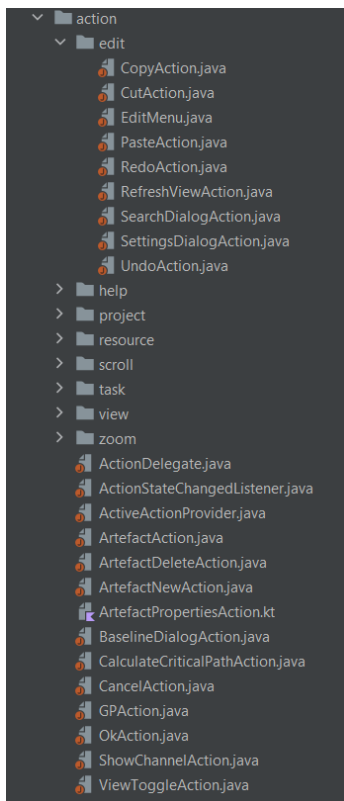 action
edit
CopyAction.java
CutAction.java
EditMenu.java
PasteAction.java
RedoAction.java
RefreshViewAction.java
SearchDialogAction.java
SettingsDialogAction.java
UndoAction.java
help
project
resource
scroll
task
view
zoom
ActionDelegate.java
ActionStateChangedListener.java
ActiveActionProvider.java
ArtefactAction.java
ArtefactDeleteAction.java
ArtefactNewAction.java
ArtefactPropertiesAction.kt
BaselineDialogAction.java
CalculateCriticalPathAction.java
CancelAction.java
GPAction.java
OkAction.java
ShowChannelAction.java
ViewToggleAction.java